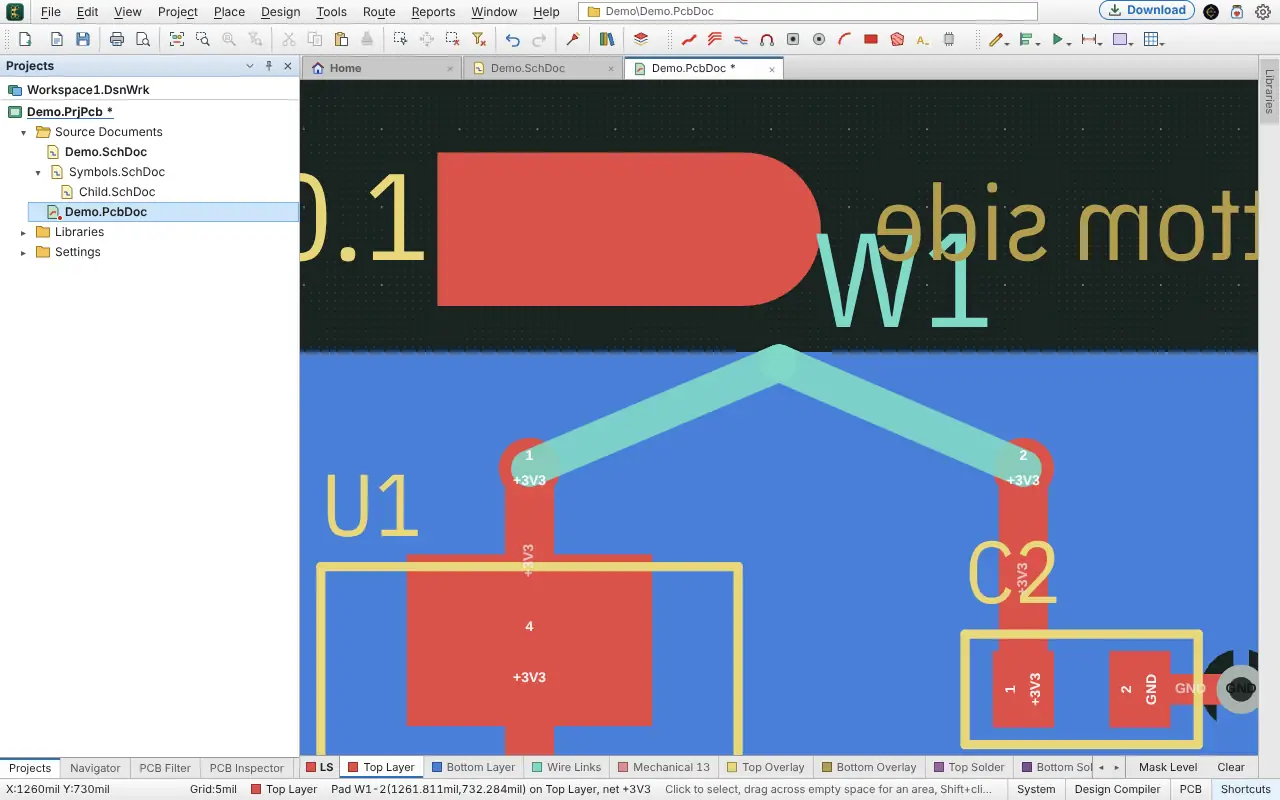 File Edit View Project Place Design Tools Route Reports Window Help Demo\Demo.PcbDoc Download
Projects
Home Demo.SchDoc Demo.PcbDoc *
Workspace1.DsnWrk
Demo.PrjPcb *
Source Documents
Demo.SchDoc
Symbols.SchDoc
Child.SchDoc
Demo.PcbDoc
Libraries
Settings
Libraries
0.1
ttom side
W1
1
+3V3
2
+3V3
U1
+3V3
C2
+3V3
4
+3V3
1
+3V3
2
GND
GND
GND
Projects Navigator PCB Filter PCB Inspector
LS Top Layer Bottom Layer Wire Links Mechanical 13 Top Overlay Bottom Overlay Top Solder Bottom Sol Mask Level Clear
X:1260mil Y:730mil Grid:5mil Top Layer Pad W1-2(1261.811mil,732.284mil) on Top Layer, net +3V3 Click to select, drag across empty space for an area, Shift+cli... System Design Compiler PCB Shortcuts